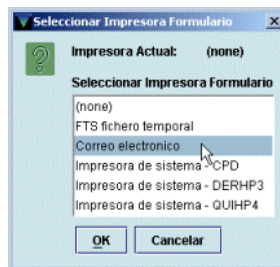 Seleccionar Impresora Formulario
Impresora Actual: (none)
Seleccionar Impresora Formulario
(none)
FTS fichero temporal
Correo electronico
Impresora de sistema - CPD
Impresora de sistema - DERHP3
Impresora de sistema - QUIHP4
OK Cancelar